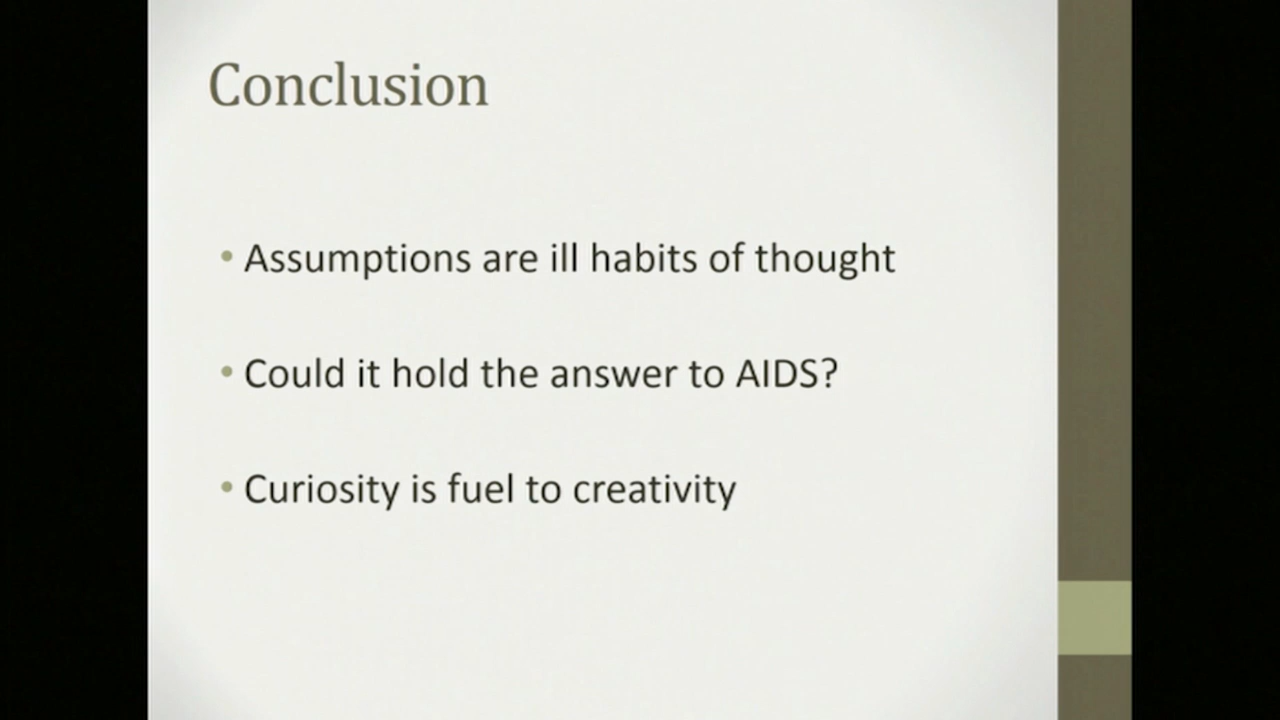 Conclusion
• Assumptions are ill habits of thought
• Could it hold the answer to AIDS?
• Curiosity is fuel to creativity